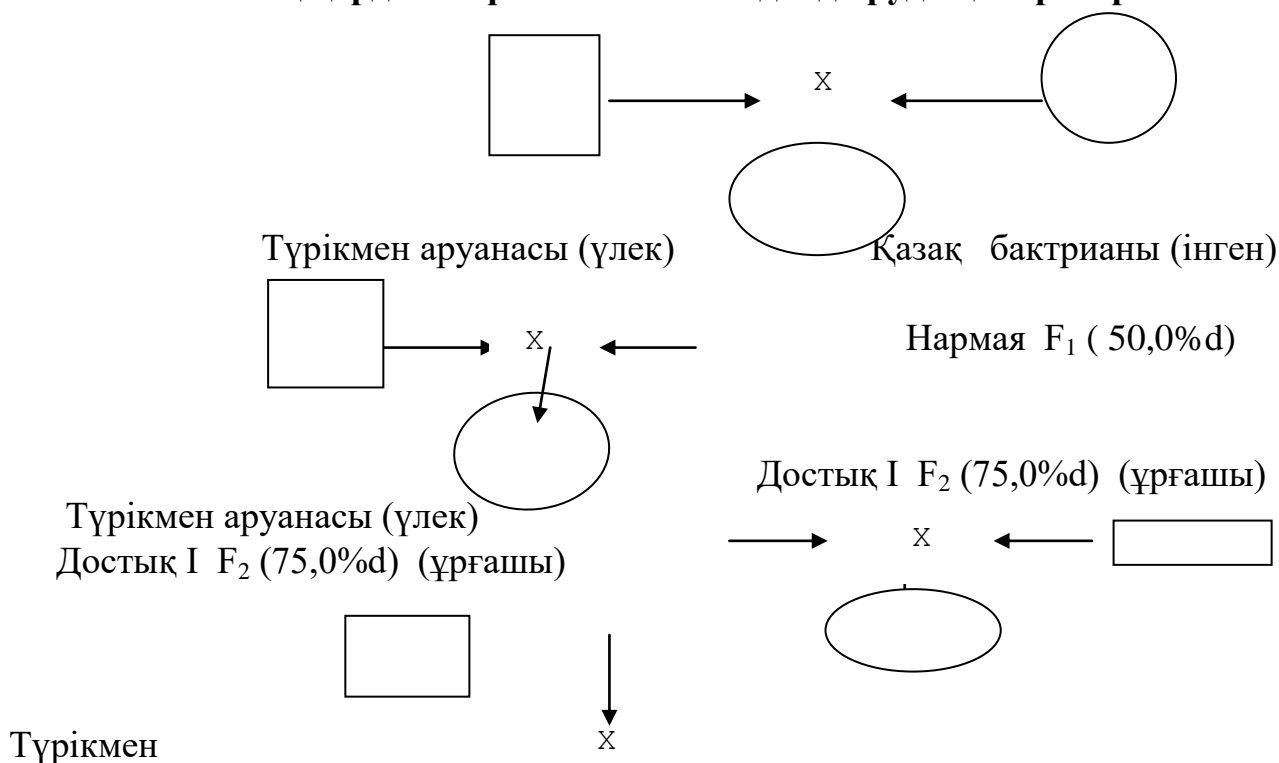 X
Түрікмен аруанасы (үлек) Қазақ бактрианы (інген)
X Нармая F₁ ( 50,0%d)
Достық I F₂ (75,0%d) (ұрғашы)
Түрікмен аруанасы (үлек)
X
Достық I F₂ (75,0%d) (ұрғашы)
Түрікмен X